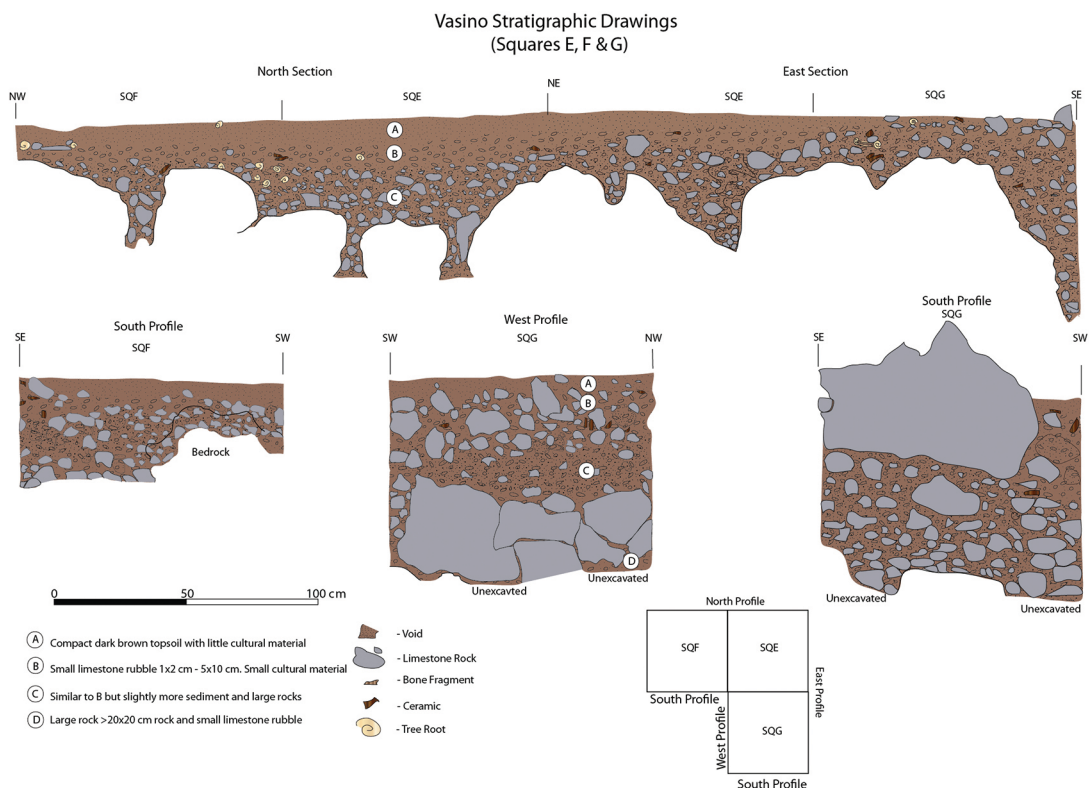 Vasino Stratigraphic Drawings
(Squares E, F & G)
North Section
East Section
NW
SQF
SQE
NE
SQE
SQG
SE
A
B
C
South Profile
SE
SQF
SW
Bedrock
West Profile
SW
SQG
NW
A
B
C
D
Unexcavated
Unexcavted
South Profile
SQG
SE
SW
Unexcavated
Unexcavated
0
50
100 cm
A Compact dark brown topsoil with little cultural material
B Small limestone rubble 1x2 cm - 5x10 cm. Small cultural material
C Similar to B but slightly more sediment and large rocks
D Large rock >20x20 cm rock and small limestone rubble
- Void
- Limestone Rock
- Bone Fragment
- Ceramic
- Tree Root
North Profile
SQF
SQE
East Profile
South Profile
West Profile
SQG
South Profile